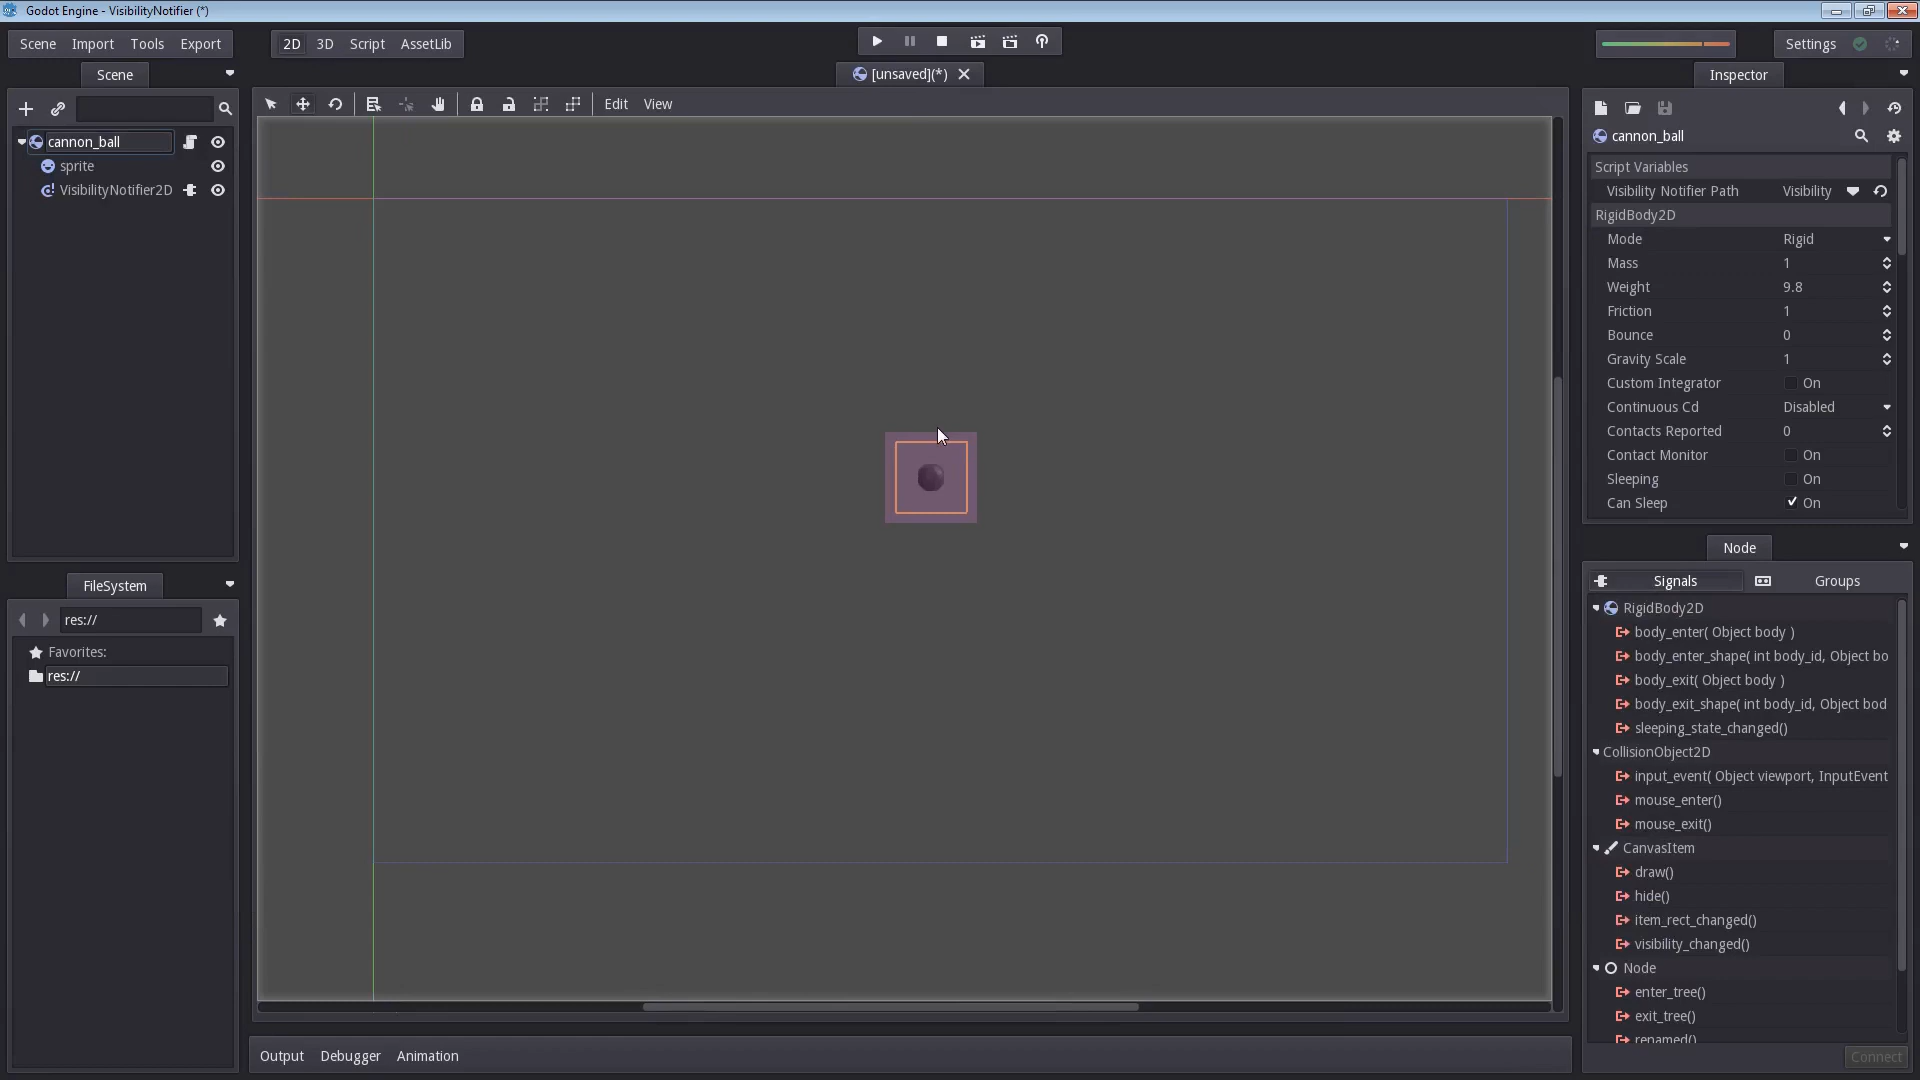 Godot Engine - VisibilityNotifier (*)
Scene Import Tools Export
2D 3D Script AssetLib
Settings
Scene
[unsaved](*)
Inspector
Edit View
cannon_ball
sprite
VisibilityNotifier2D
cannon_ball
Script Variables
Visibility Notifier Path Visibility
RigidBody2D
Mode Rigid
Mass 1
Weight 9.8
Friction 1
Bounce 0
Gravity Scale 1
Custom Integrator On
Continuous Cd Disabled
Contacts Reported 0
Contact Monitor On
Sleeping On
Can Sleep On
FileSystem
res://
Favorites:
res://
Node
Signals Groups
RigidBody2D
body_enter( Object body )
body_enter_shape( int body_id, Object bo
body_exit( Object body )
body_exit_shape( int body_id, Object bod
sleeping_state_changed()
CollisionObject2D
input_event( Object viewport, InputEvent
mouse_enter()
mouse_exit()
CanvasItem
draw()
hide()
item_rect_changed()
visibility_changed()
Node
enter_tree()
exit_tree()
renamed()
Connect
Output Debugger Animation